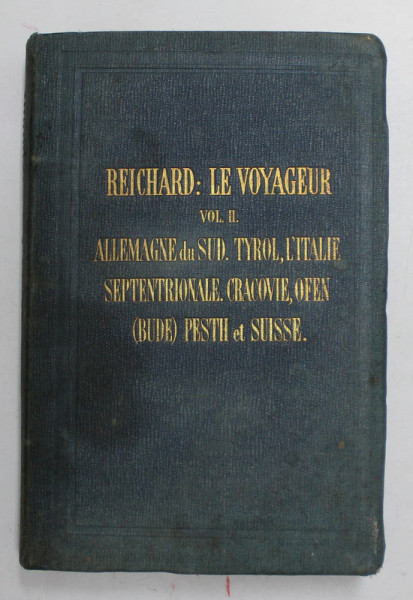 REICHARD: LE VOYAGEUR
VOL. II.
ALLEMAGNE du SUD. TYROL, L'ITALIE
SEPTENTRIONALE. CRACOVIE, OFEN
(BUDE) PESTH et SUISSE.